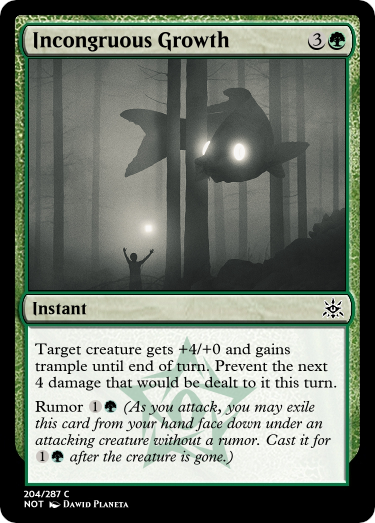 Incongruous Growth 3
Instant
Target creature gets +4/+0 and gains
trample until end of turn. Prevent the next
4 damage that would be dealt to it this turn.
Rumor 1 (As you attack, you may exile
this card from your hand face down under an
attacking creature without a rumor. Cast it for
1 after the creature is gone.)
204/287 C
NOT Dawid Planeta